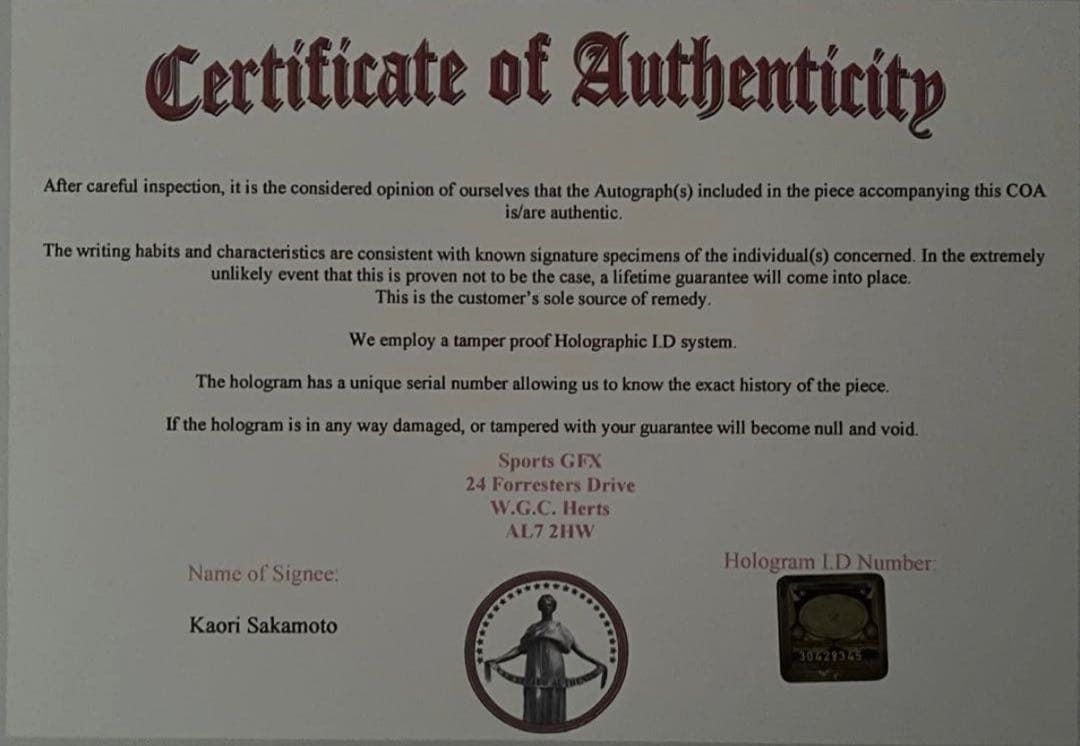 Certificate of Authenticity
After careful inspection, it is the considered opinion of ourselves that the Autograph(s) included in the piece accompanying this COA
is/are authentic.
The writing habits and characteristics are consistent with known signature specimens of the individual(s) concerned. In the extremely
unlikely event that this is proven not to be the case, a lifetime guarantee will come into place.
This is the customer's sole source of remedy.
We employ a tamper proof Holographic I.D system.
The hologram has a unique serial number allowing us to know the exact history of the piece.
If the hologram is in any way damaged, or tampered with your guarantee will become null and void.
Sports GFX
24 Forresters Drive
W.G.C. Herts
AL7 2HW
Name of Signee:
Kaori Sakamoto
Hologram I.D Number:
30429345